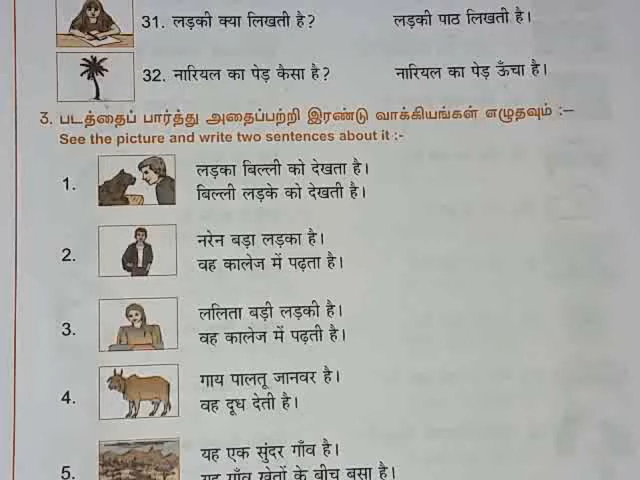 31. लड़की क्या लिखती है? लड़की पाठ लिखती है।
32. नारियल का पेड़ कैसा है? नारियल का पेड़ ऊँचा है।
3. படத்தைப் பார்த்து அதைப்பற்றி இரண்டு வாக்கியங்கள் எழுதவும் :–
See the picture and write two sentences about it :-
1. लड़का बिल्ली को देखता है।
बिल्ली लड़के को देखती है।
2. नरेन बड़ा लड़का है।
वह कालेज में पढ़ता है।
3. ललिता बड़ी लड़की है।
वह कालेज में पढ़ती है।
4. गाय पालतू जानवर है।
वह दूध देती है।
5. यह एक सुंदर गाँव है।
यह गाँव खेतों के बीच बसा है।